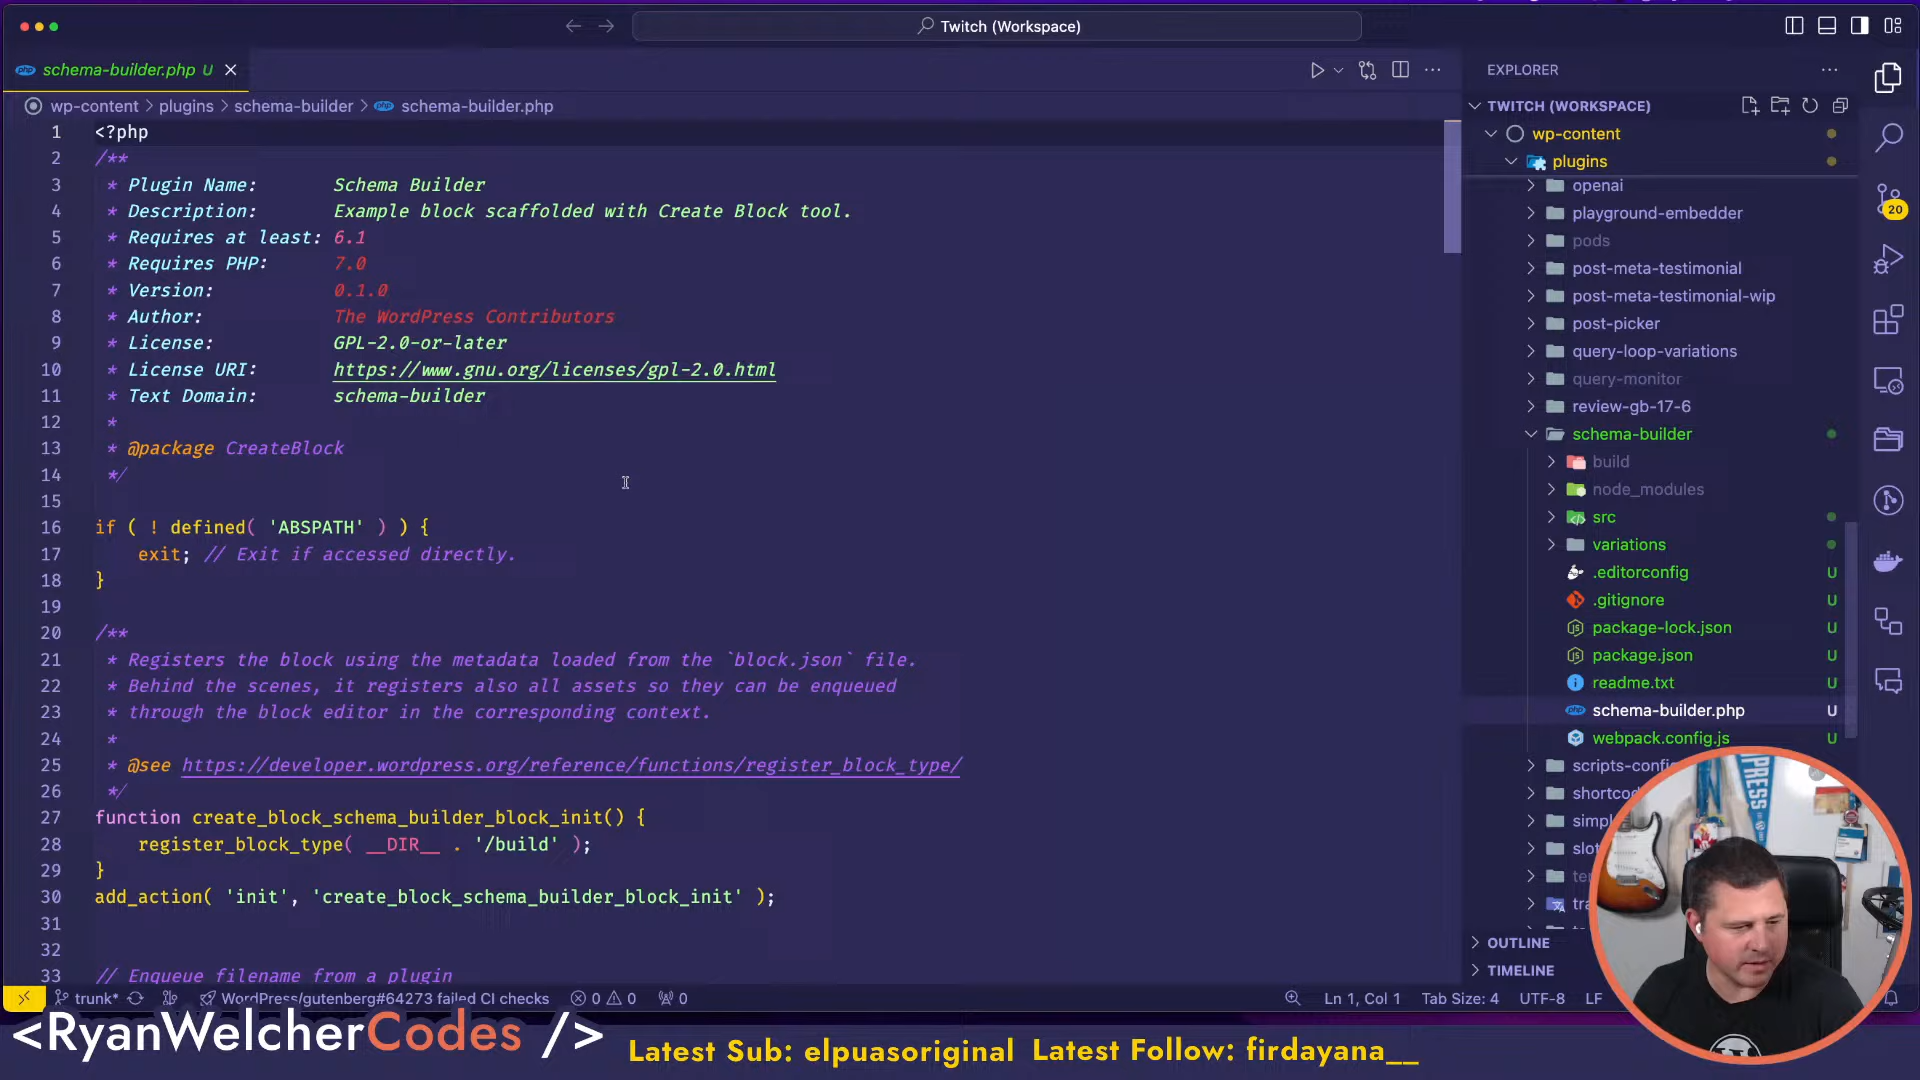 Twitch (Workspace)
schema-builder.php U
wp-content > plugins > schema-builder > schema-builder.php
1 <?php
2 /**
3 * Plugin Name: Schema Builder
4 * Description: Example block scaffolded with Create Block tool.
5 * Requires at least: 6.1
6 * Requires PHP: 7.0
7 * Version: 0.1.0
8 * Author: The WordPress Contributors
9 * License: GPL-2.0-or-later
10 * License URI: https://www.gnu.org/licenses/gpl-2.0.html
11 * Text Domain: schema-builder
12 *
13 * @package CreateBlock
14 */
15
16 if ( ! defined( 'ABSPATH' ) ) {
17 exit; // Exit if accessed directly.
18 }
19
20 /**
21 * Registers the block using the metadata loaded from the `block.json` file.
22 * Behind the scenes, it registers also all assets so they can be enqueued
23 * through the block editor in the corresponding context.
24 *
25 * @see https://developer.wordpress.org/reference/functions/register_block_type/
26 */
27 function create_block_schema_builder_block_init() {
28 register_block_type( __DIR__ . '/build' );
29 }
30 add_action( 'init', 'create_block_schema_builder_block_init' );
31
32
33 // Enqueue filename from a plugin
EXPLORER
TWITCH (WORKSPACE)
wp-content
plugins
openai
playground-embedder
pods
post-meta-testimonial
post-meta-testimonial-wip
post-picker
query-loop-variations
query-monitor
review-gb-17-6
schema-builder
build
node_modules
src
variations
.editorconfig U
.gitignore U
package-lock.json U
package.json U
readme.txt U
schema-builder.php U
webpack.config.js U
scripts-config
shortcod
simpl
slot
te
tra
OUTLINE
TIMELINE
20
trunk* WordPress/gutenberg#64273 failed CI checks 0 0 0 Ln 1, Col 1 Tab Size: 4 UTF-8 LF
<RyanWelcherCodes />
Latest Sub: elpuasoriginal Latest Follow: firdayana__